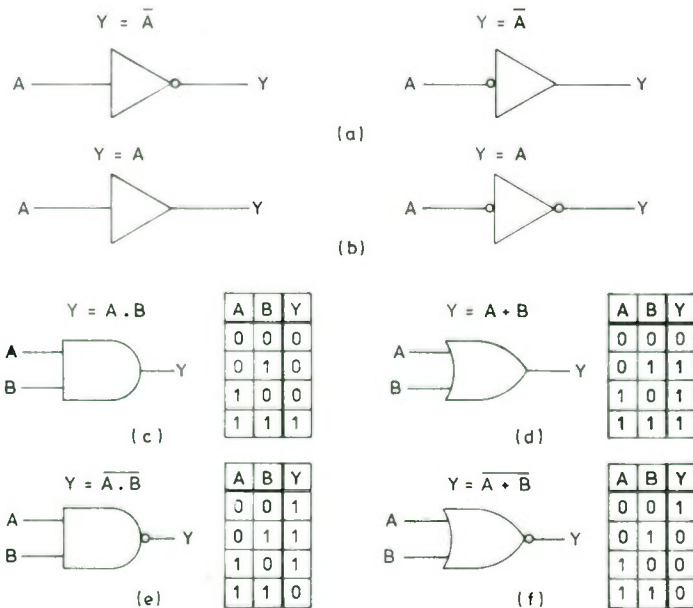 Y = A̅
Y = A̅
A Y
A Y
(a)
Y = A
Y = A
A Y
A Y
(b)
Y = A . B
A
B
Y
(c)
A B Y
0 0 0
0 1 0
1 0 0
1 1 1
Y = A + B
A
B
Y
(d)
A B Y
0 0 0
0 1 1
1 0 1
1 1 1
Y = A̅ ̅.̅ ̅B̅
A
B
Y
(e)
A B Y
0 0 1
0 1 1
1 0 1
1 1 0
Y = A̅ ̅+̅ ̅B̅
A
B
Y
(f)
A B Y
0 0 1
0 1 0
1 0 0
1 1 0